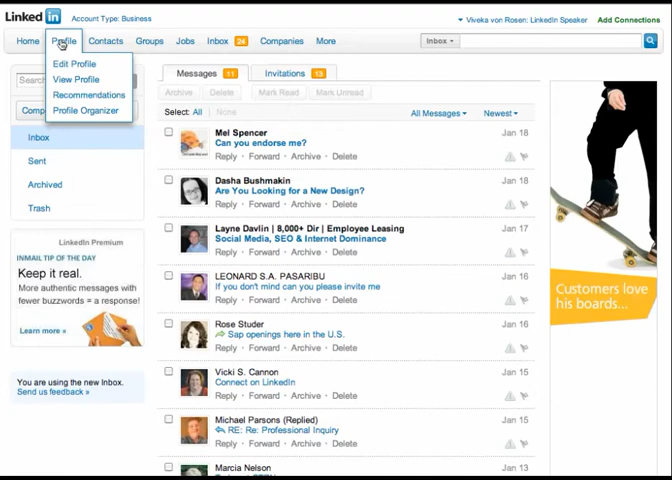 Linked in
Account Type: Business
Viveka von Rosen: LinkedIn Speaker
Add Connections
Home
Profile
Contacts
Groups
Jobs
Inbox 26
Companies
More
Inbox
Edit Profile
View Profile
Recommendations
Profile Organizer
Inbox
Sent
Archived
Trash
LinkedIn Premium
INMAIL TIP OF THE DAY
Keep it real.
More authentic messages with
fewer buzzwords = a response!
Learn more »
You are using the new Inbox.
Send us feedback »
Messages 11
Invitations
Archive
Delete
Mark Read
Mark Unread
Select: All
None
All Messages
Newest
Mel Spencer
Jan 18
Can you endorse me?
Reply · Forward · Archive · Delete
Dasha Bushmakin
Jan 18
Are You Looking for a New Design?
Reply · Forward · Archive · Delete
Layne Davlin | 8,000+ Dir | Employee Leasing
Jan 17
Social Media, SEO & Internet Dominance
Reply · Forward · Archive · Delete
LEONARD S.A. PASARIBU
Jan 16
If you don't mind can you please invite me
Reply · Forward · Archive · Delete
Rose Studer
Jan 16
Sap openings here in the U.S.
Reply · Forward · Archive · Delete
Vicki S. Cannon
Jan 15
Connect on LinkedIn
Reply · Forward · Archive · Delete
Michael Parsons (Replied)
Jan 15
RE: Re: Professional Inquiry
Reply · Forward · Archive · Delete
Marcia Nelson
Jan 13
Customers love
his boards...